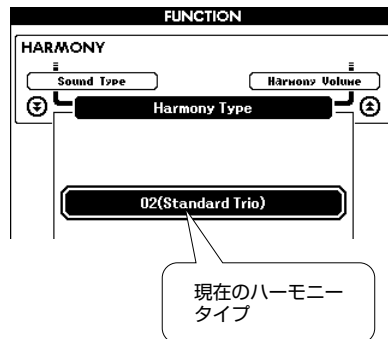 FUNCTION
HARMONY
Sound Type
Harmony Volume
Harmony Type
02(Standard Trio)
現在のハーモニー
タイプ